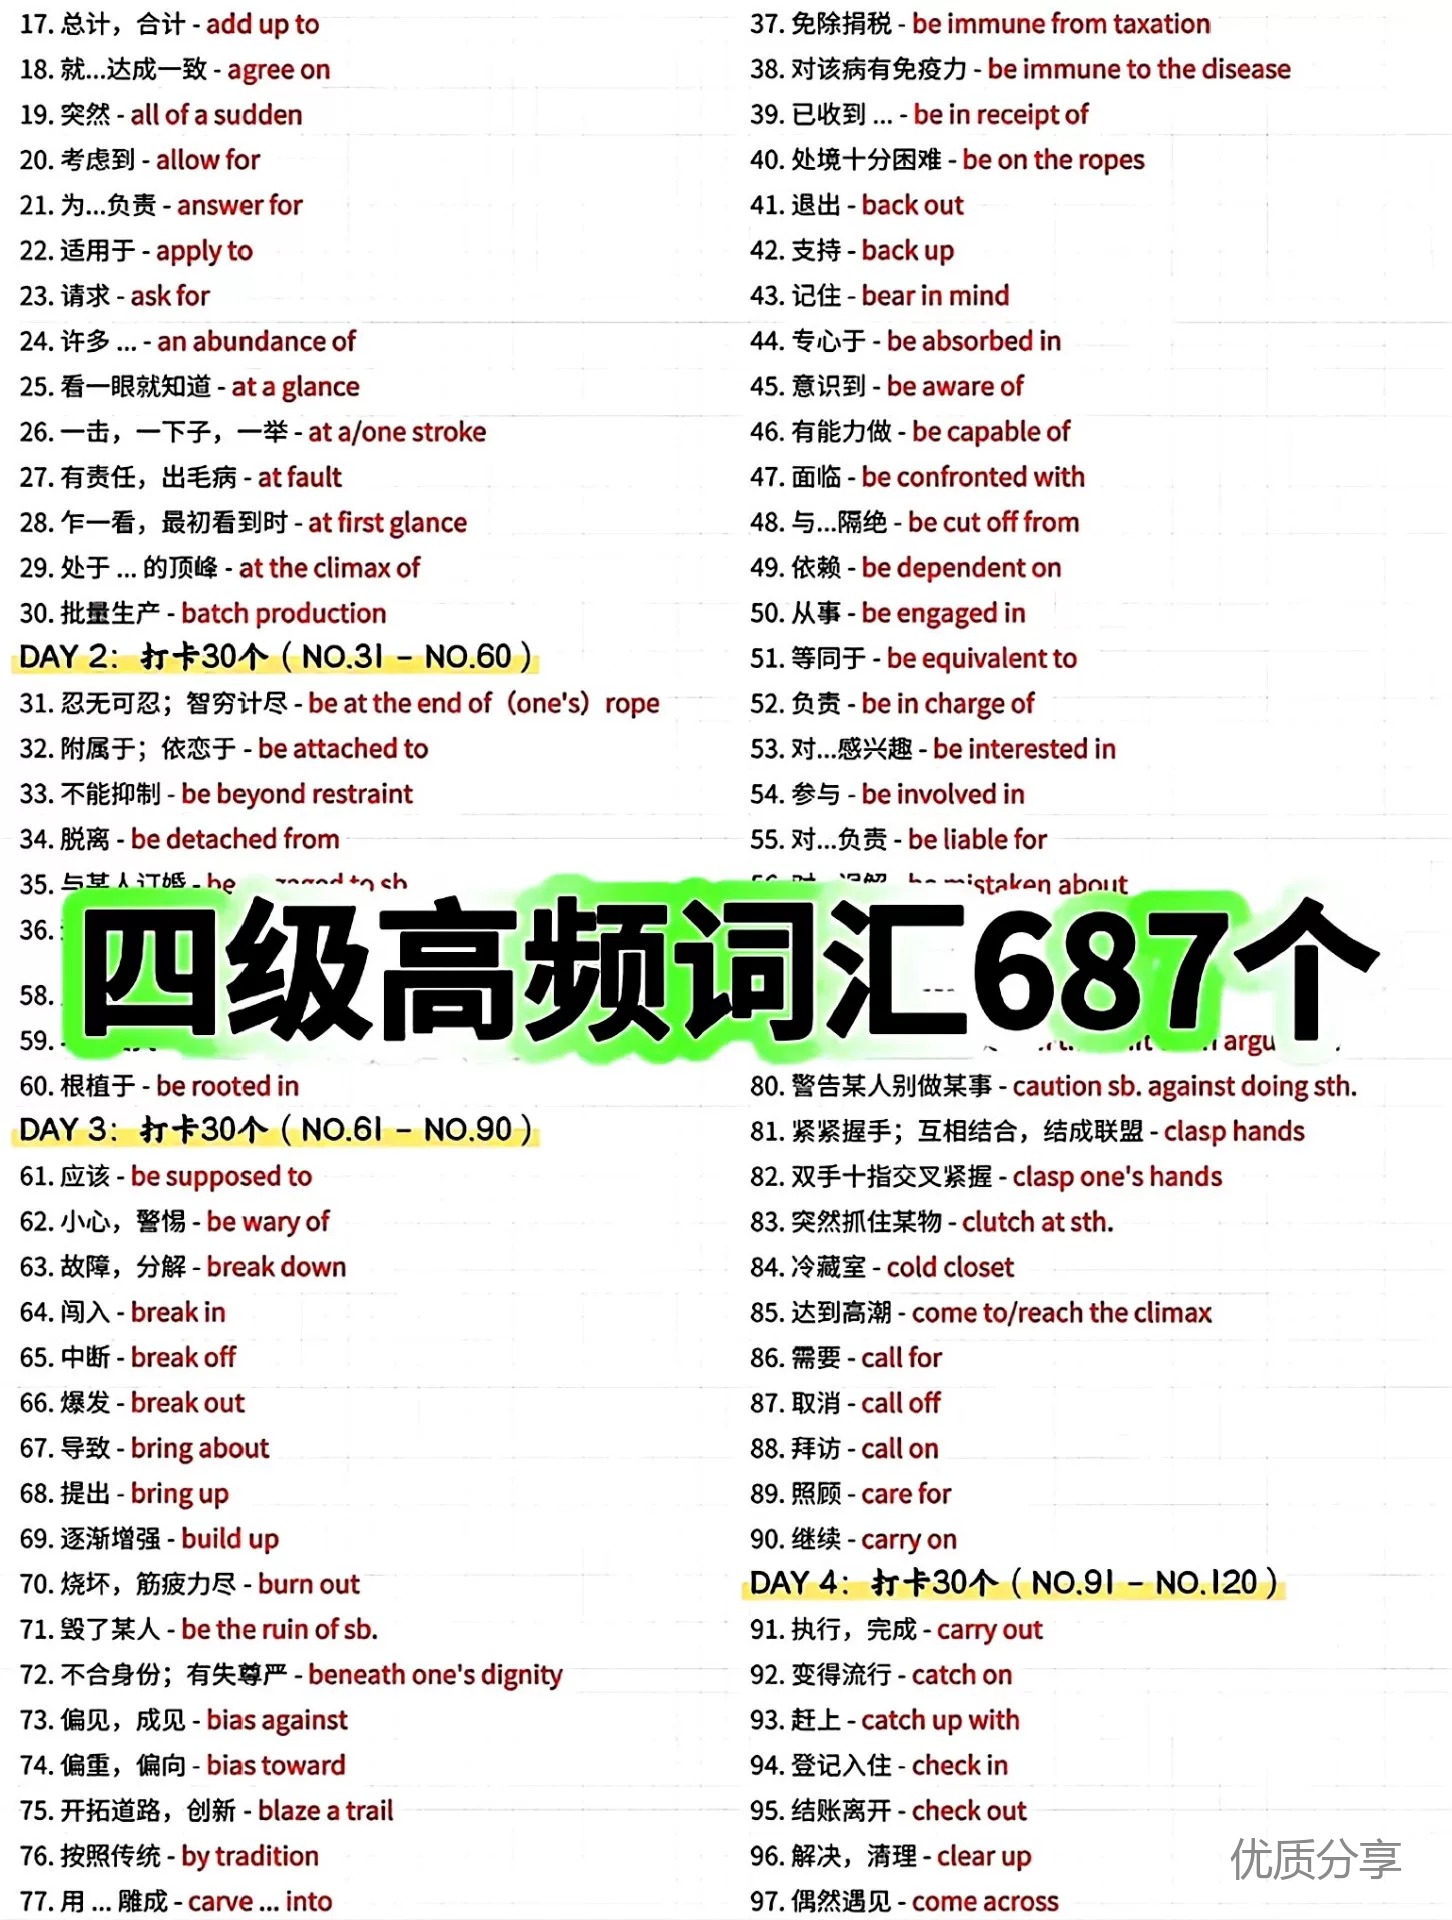 17. 总计，合计 - add up to
18. 就...达成一致 - agree on
19. 突然 - all of a sudden
20. 考虑到 - allow for
21. 为...负责 - answer for
22. 适用于 - apply to
23. 请求 - ask for
24. 许多 ... - an abundance of
25. 看一眼就知道 - at a glance
26. 一击，一下子，一举 - at a/one stroke
27. 有责任，出毛病 - at fault
28. 乍一看，最初看到时 - at first glance
29. 处于 ... 的顶峰 - at the climax of
30. 批量生产 - batch production
DAY 2：打卡30个（NO.31 - NO.60）
31. 忍无可忍；智穷计尽 - be at the end of（one's）rope
32. 附属于；依恋于 - be attached to
33. 不能抑制 - be beyond restraint
34. 脱离 - be detached from
35. 与某人订婚 - be to sb
36.
37. 免除捐税 - be immune from taxation
38. 对该病有免疫力 - be immune to the disease
39. 已收到 ... - be in receipt of
40. 处境十分困难 - be on the ropes
41. 退出 - back out
42. 支持 - back up
43. 记住 - bear in mind
44. 专心于 - be absorbed in
45. 意识到 - be aware of
46. 有能力做 - be capable of
47. 面临 - be confronted with
48. 与...隔绝 - be cut off from
49. 依赖 - be dependent on
50. 从事 - be engaged in
51. 等同于 - be equivalent to
52. 负责 - be in charge of
53. 对...感兴趣 - be interested in
54. 参与 - be involved in
55. 对...负责 - be liable for
be mistaken about
四级高频词汇687个
58.
59.
60. 根植于 - be rooted in
DAY 3：打卡30个（NO.61 - NO.90）
61. 应该 - be supposed to
62. 小心，警惕 - be wary of
63. 故障，分解 - break down
64. 闯入 - break in
65. 中断 - break off
66. 爆发 - break out
67. 导致 - bring about
68. 提出 - bring up
69. 逐渐增强 - build up
70. 烧坏，筋疲力尽 - burn out
71. 毁了某人 - be the ruin of sb.
72. 不合身份；有失尊严 - beneath one's dignity
73. 偏见，成见 - bias against
74. 偏重，偏向 - bias toward
75. 开拓道路，创新 - blaze a trail
76. 按照传统 - by tradition
77. 用 ... 雕成 - carve ... into
80. 警告某人别做某事 - caution sb. against doing sth.
81. 紧紧握手；互相结合，结成联盟 - clasp hands
82. 双手十指交叉紧握 - clasp one's hands
83. 突然抓住某物 - clutch at sth.
84. 冷藏室 - cold closet
85. 达到高潮 - come to/reach the climax
86. 需要 - call for
87. 取消 - call off
88. 拜访 - call on
89. 照顾 - care for
90. 继续 - carry on
DAY 4：打卡30个（NO.91 - NO.120）
91. 执行，完成 - carry out
92. 变得流行 - catch on
93. 赶上 - catch up with
94. 登记入住 - check in
95. 结账离开 - check out
96. 解决，清理 - clear up
97. 偶然遇见 - come across
优质分享